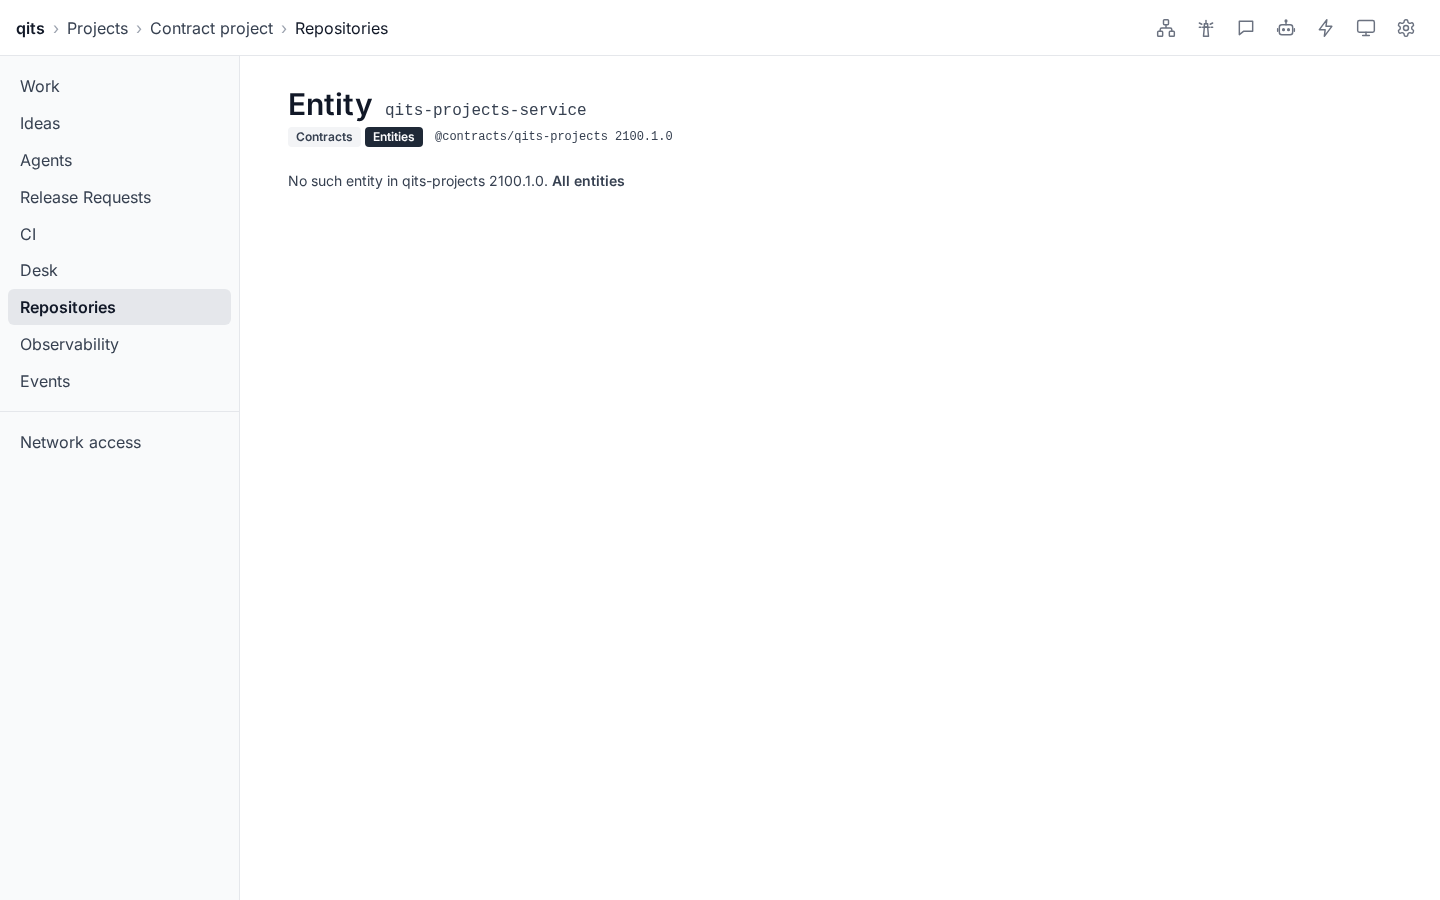 qits › Projects › Contract project › Repositories
Work
Ideas
Agents
Release Requests
CI
Desk
Repositories
Observability
Events
Network access
Entity qits-projects-service
Contracts Entities @contracts/qits-projects 2100.1.0
No such entity in qits-projects 2100.1.0. All entities